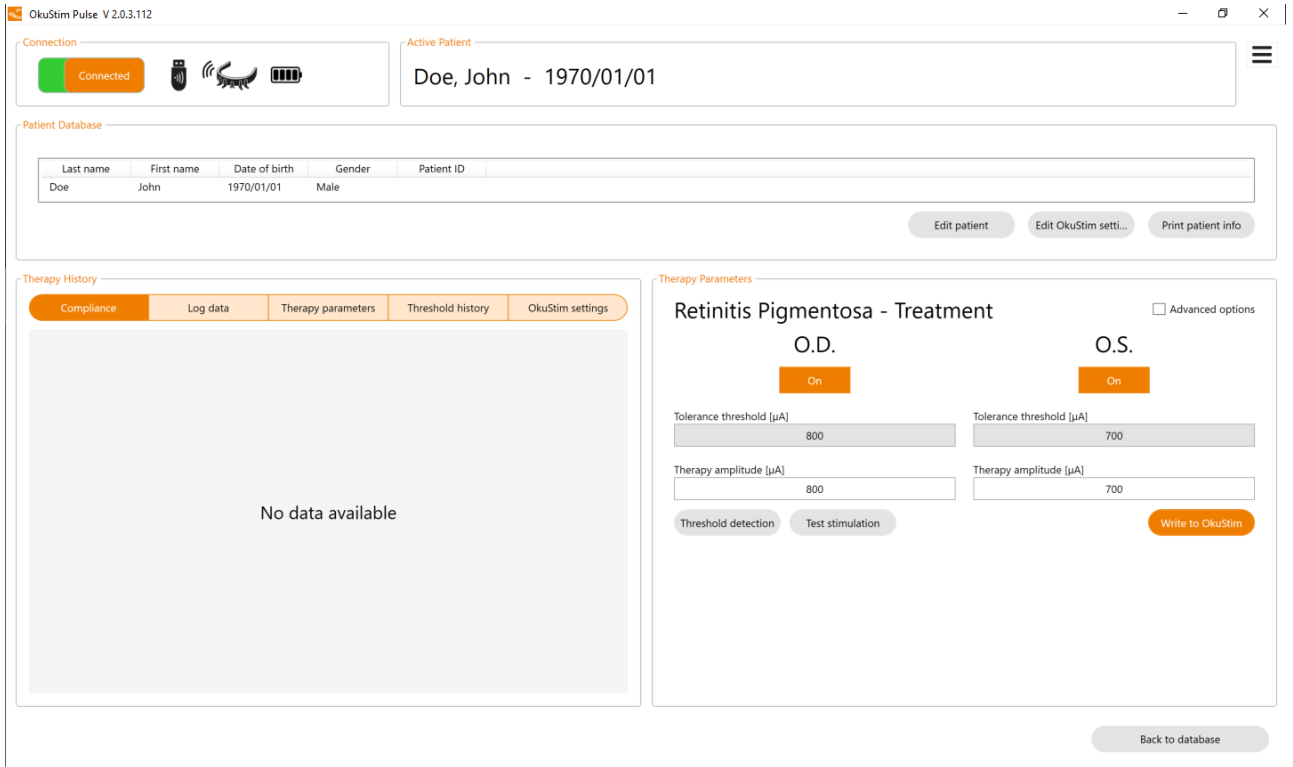 OkuStim Pulse V 2.0.3.112
Connection
Connected
Active Patient
Doe, John - 1970/01/01
Patient Database
Last name First name Date of birth Gender Patient ID
Doe John 1970/01/01 Male
Edit patient Edit OkuStim setti... Print patient info
Therapy History
Compliance Log data Therapy parameters Threshold history OkuStim settings
No data available
Therapy Parameters
Retinitis Pigmentosa - Treatment
Advanced options
O.D. O.S.
On On
Tolerance threshold [µA] Tolerance threshold [µA]
800 700
Therapy amplitude [µA] Therapy amplitude [µA]
800 700
Threshold detection Test stimulation Write to OkuStim
Back to database